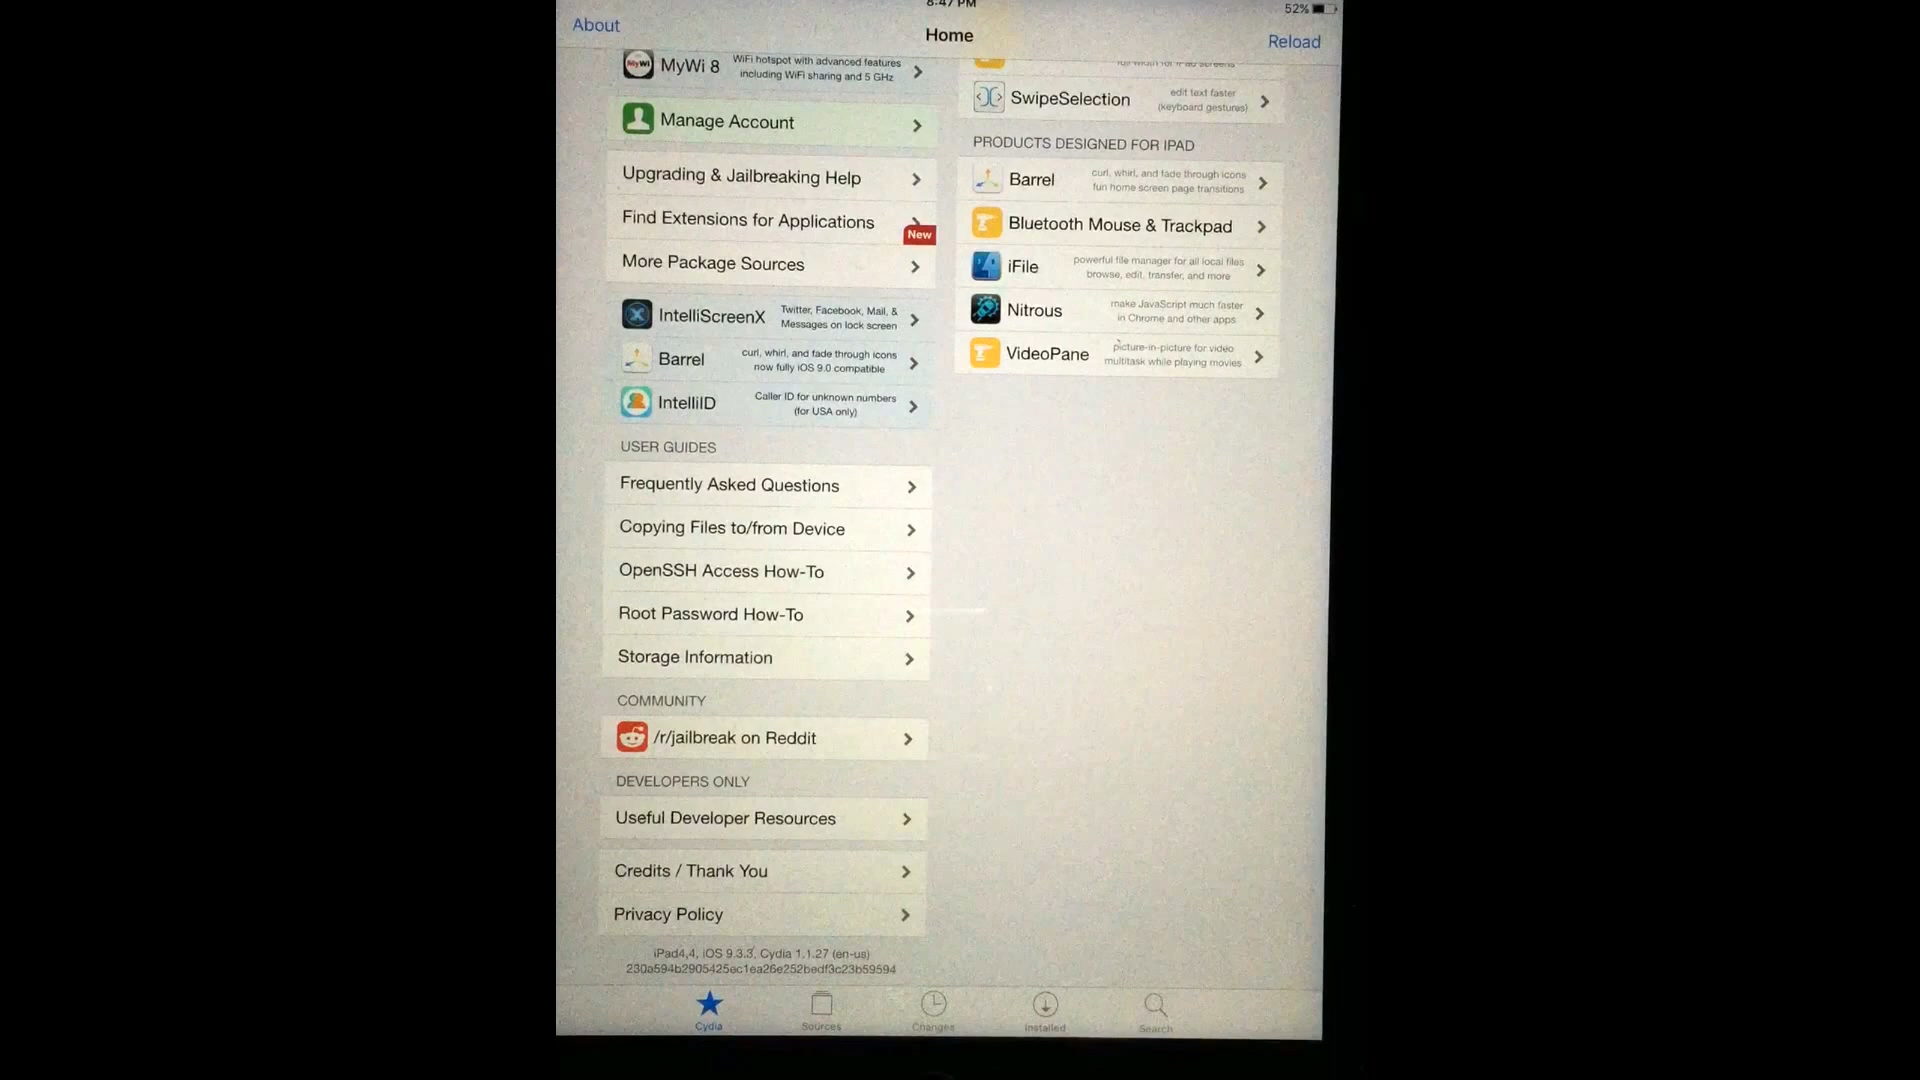 8:47 PM
52%
About
Home
Reload
MyWi 8
WiFi hotspot with advanced features
including WiFi sharing and 5 GHz
Manage Account
Upgrading & Jailbreaking Help
Find Extensions for Applications
New
More Package Sources
IntelliScreenX
Twitter, Facebook, Mail, &
Messages on lock screen
Barrel
curl, whirl, and fade through icons
now fully iOS 9.0 compatible
IntelliID
Caller ID for unknown numbers
(for USA only)
USER GUIDES
Frequently Asked Questions
Copying Files to/from Device
OpenSSH Access How-To
Root Password How-To
Storage Information
COMMUNITY
/r/jailbreak on Reddit
DEVELOPERS ONLY
Useful Developer Resources
Credits / Thank You
Privacy Policy
iPad4,4, iOS 9.3.3, Cydia 1.1.27 (en-us)
230a594b2905425ec1ea26e252bedf3c23b59594
full width for iPad screens
SwipeSelection
edit text faster
(keyboard gestures)
PRODUCTS DESIGNED FOR IPAD
Barrel
curl, whirl, and fade through icons
fun home screen page transitions
Bluetooth Mouse & Trackpad
iFile
powerful file manager for all local files
browse, edit, transfer, and more
Nitrous
make JavaScript much faster
in Chrome and other apps
VideoPane
picture-in-picture for video
multitask while playing movies
Cydia
Sources
Changes
Installed
Search